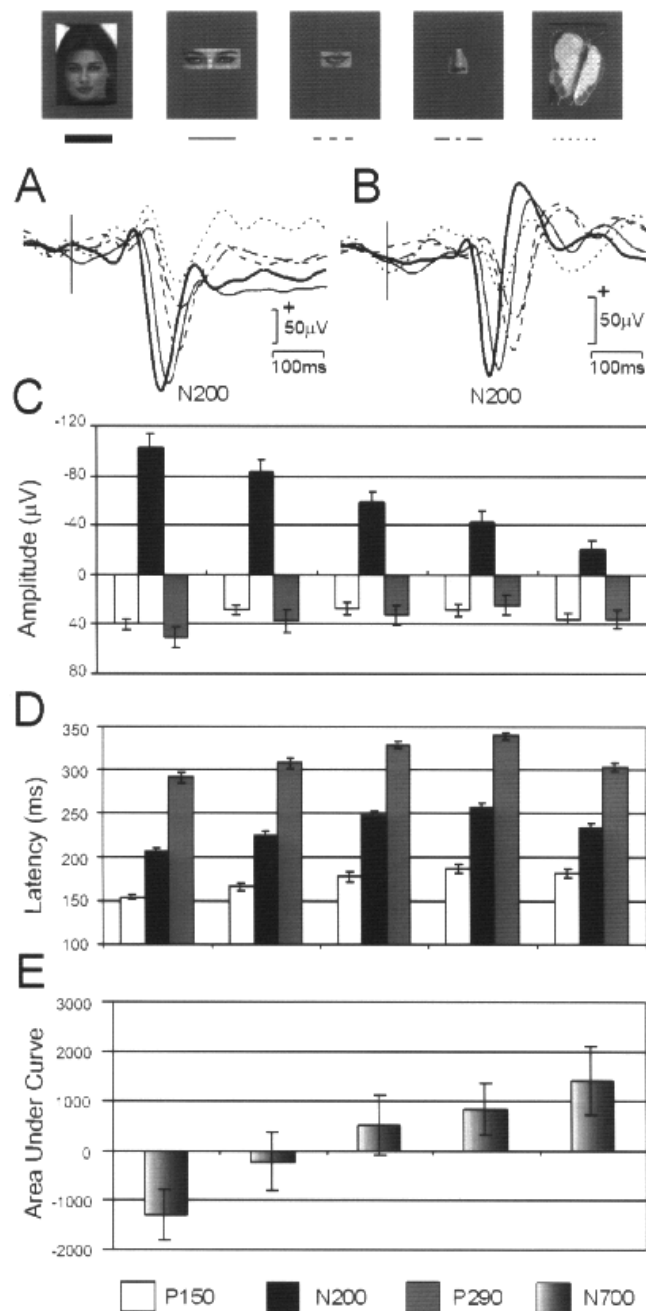 A
B
+
50μV
100ms
N200
+
50μV
100ms
N200
C
Amplitude (μV)
-120
-80
-40
0
40
80
D
Latency (ms)
350
300
250
200
150
100
E
Area Under Curve
3000
2000
1000
0
-1000
-2000
P150 N200 P290 N700